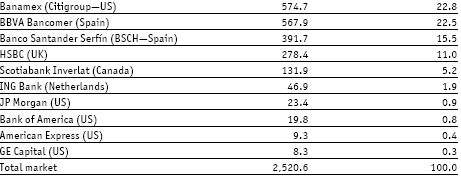 Banamex (Citigroup—US) 574.7 22.8
BBVA Bancomer (Spain) 567.9 22.5
Banco Santander Serfín (BSCH—Spain) 391.7 15.5
HSBC (UK) 278.4 11.0
Scotiabank Inverlat (Canada) 131.9 5.2
ING Bank (Netherlands) 46.9 1.9
JP Morgan (US) 23.4 0.9
Bank of America (US) 19.8 0.8
American Express (US) 9.3 0.4
GE Capital (US) 8.3 0.3
Total market 2,520.6 100.0